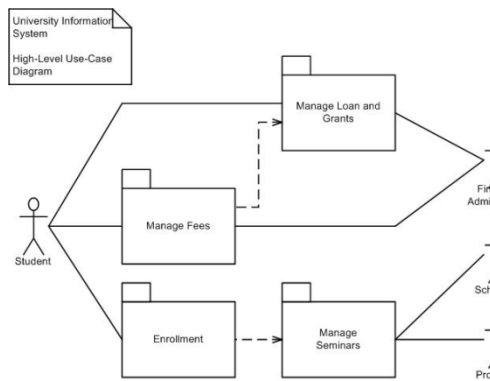 University Information
System
High-Level Use-Case
Diagram
Manage Loan and
Grants
Manage Fees
Student
Enrollment
Manage
Seminars